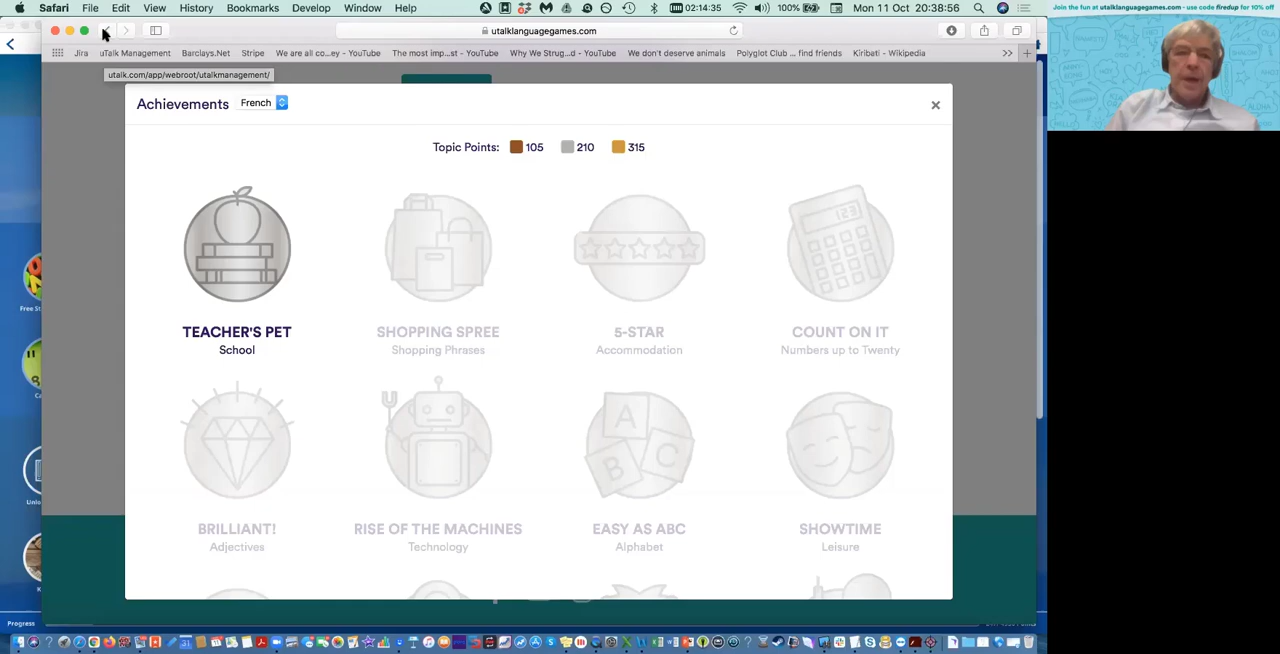 Safari File Edit View History Bookmarks Develop Window Help 02:14:35 100% Mon 11 Oct 20:38:56
Join the fun at utalklanguagegames.com - use code firedup for 10% off
utalklanguagegames.com
Jira uTalk Management Barclays.Net Stripe We are all co...ey - YouTube The most imp...st - YouTube Why We Strug...d - YouTube We don't deserve animals Polyglot Club ... find friends Kiribati - Wikipedia >>
utalk.com/app/webroot/utalkmanagement/
Achievements French
Topic Points: 105 210 315
123
TEACHER'S PET SHOPPING SPREE 5-STAR COUNT ON IT
School Shopping Phrases Accommodation Numbers up to Twenty
A
B C
BRILLIANT! RISE OF THE MACHINES EASY AS ABC SHOWTIME
Adjectives Technology Alphabet Leisure
Progress